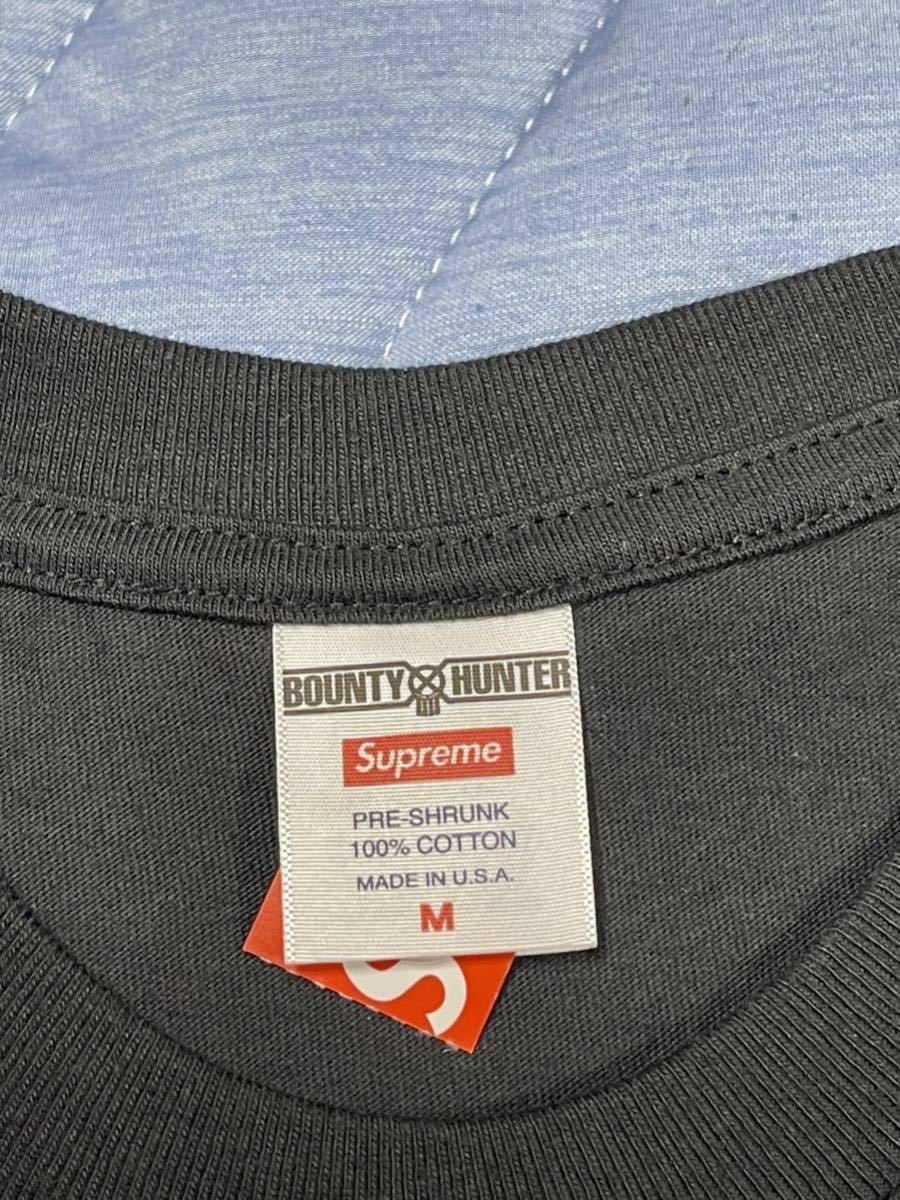 BOUNTY HUNTER
Supreme
PRE-SHRUNK
100% COTTON
MADE IN U.S.A.
M
S